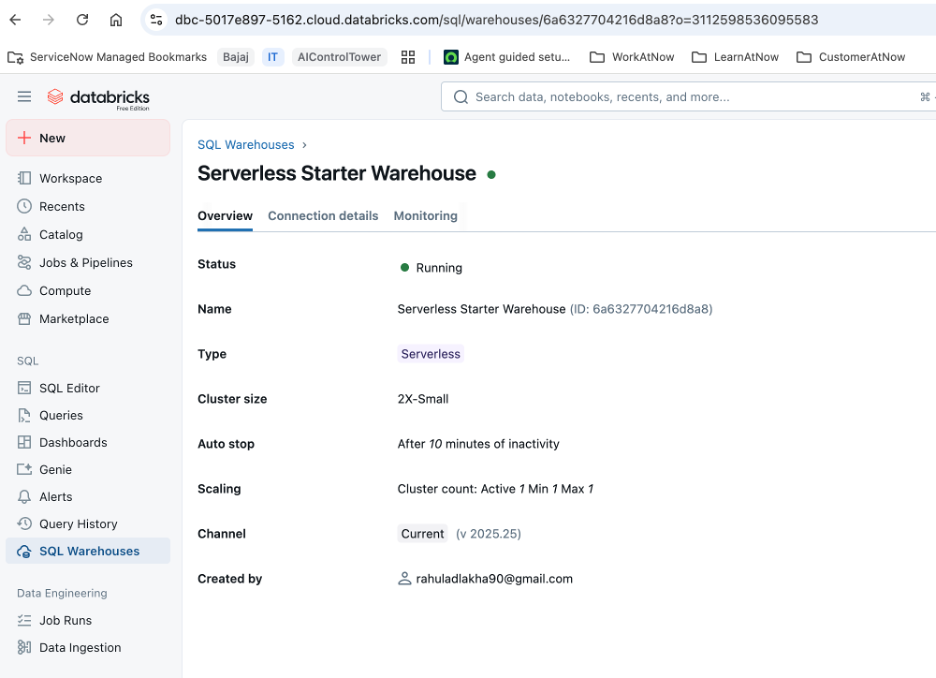 dbc-5017e897-5162.cloud.databricks.com/sql/warehouses/6a6327704216d8a8?o=3112598536095583
ServiceNow Managed Bookmarks Bajaj IT AIControlTower Agent guided setu... WorkAtNow LearnAtNow CustomerAtNow
databricks
Free Edition
Search data, notebooks, recents, and more...
New
Workspace
Recents
Catalog
Jobs & Pipelines
Compute
Marketplace
SQL
SQL Editor
Queries
Dashboards
Genie
Alerts
Query History
SQL Warehouses
Data Engineering
Job Runs
Data Ingestion
SQL Warehouses ›
Serverless Starter Warehouse
Overview Connection details Monitoring
Status Running
Name Serverless Starter Warehouse (ID: 6a6327704216d8a8)
Type Serverless
Cluster size 2X-Small
Auto stop After 10 minutes of inactivity
Scaling Cluster count: Active 1 Min 1 Max 1
Channel Current (v 2025.25)
Created by rahuladlakha90@gmail.com